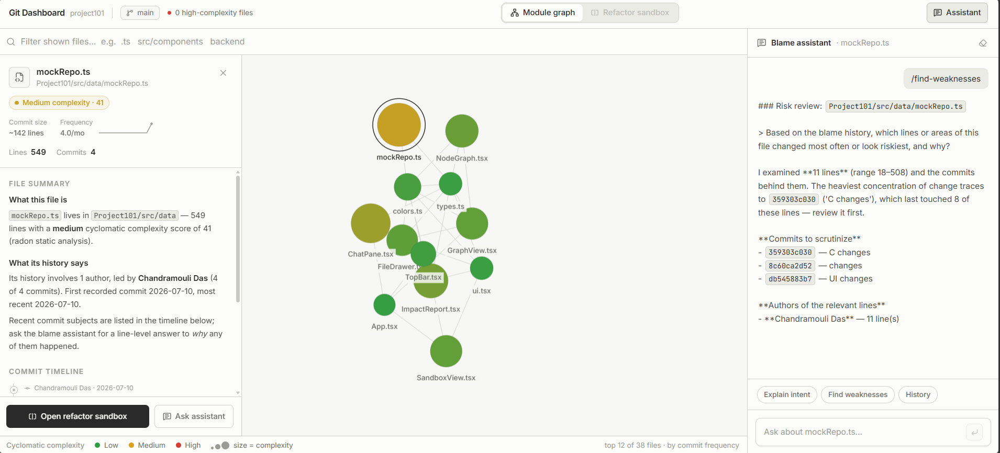 Git Dashboard project101 main 0 high-complexity files Module graph Refactor sandbox Assistant
Filter shown files... e.g. .ts src/components backend
mockRepo.ts
Project101/src/data/mockRepo.ts
Medium complexity · 41
Commit size Frequency
~142 lines 4.0/mo
Lines 549 Commits 4
FILE SUMMARY
What this file is
mockRepo.ts lives in Project101/src/data — 549
lines with a medium cyclomatic complexity score of 41
(radon static analysis).
What its history says
Its history involves 1 author, led by Chandramouli Das (4
of 4 commits). First recorded commit 2026-07-10, most
recent 2026-07-10.
Recent commit subjects are listed in the timeline below;
ask the blame assistant for a line-level answer to why any
of them happened.
COMMIT TIMELINE
Chandramouli Das · 2026-07-10
Open refactor sandbox Ask assistant
mockRepo.ts
NodeGraph.tsx
colors.ts
types.ts
ChatPane.tsx
GraphView.tsx
FileDrawer.t
TopBar.tsx
ui.tsx
ImpactReport.tsx
App.tsx
SandboxView.tsx
Blame assistant · mockRepo.ts
/find-weaknesses
### Risk review: Project101/src/data/mockRepo.ts
> Based on the blame history, which lines or areas of this
file changed most often or look riskiest, and why?
I examined **11 lines** (range 18–508) and the commits
behind them. The heaviest concentration of change traces
to 359303c030 ('C changes'), which last touched 8 of
these lines — review it first.
**Commits to scrutinize**
- 359303c030 — C changes
- 8c60ca2d52 — changes
- db545883b7 — UI changes
**Authors of the relevant lines**
- **Chandramouli Das** — 11 line(s)
Explain intent Find weaknesses History
Ask about mockRepo.ts...
Cyclomatic complexity Low Medium High size = complexity top 12 of 38 files · by commit frequency